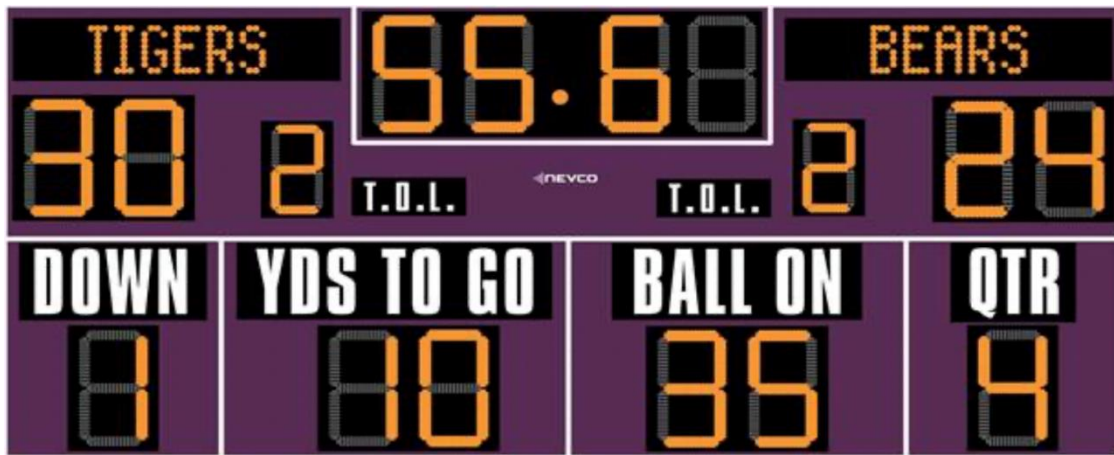 TIGERS 55.6 BEARS
30 2 T.O.L. NEVCO T.O.L. 2 24
DOWN YDS TO GO BALL ON QTR
1 10 35 4